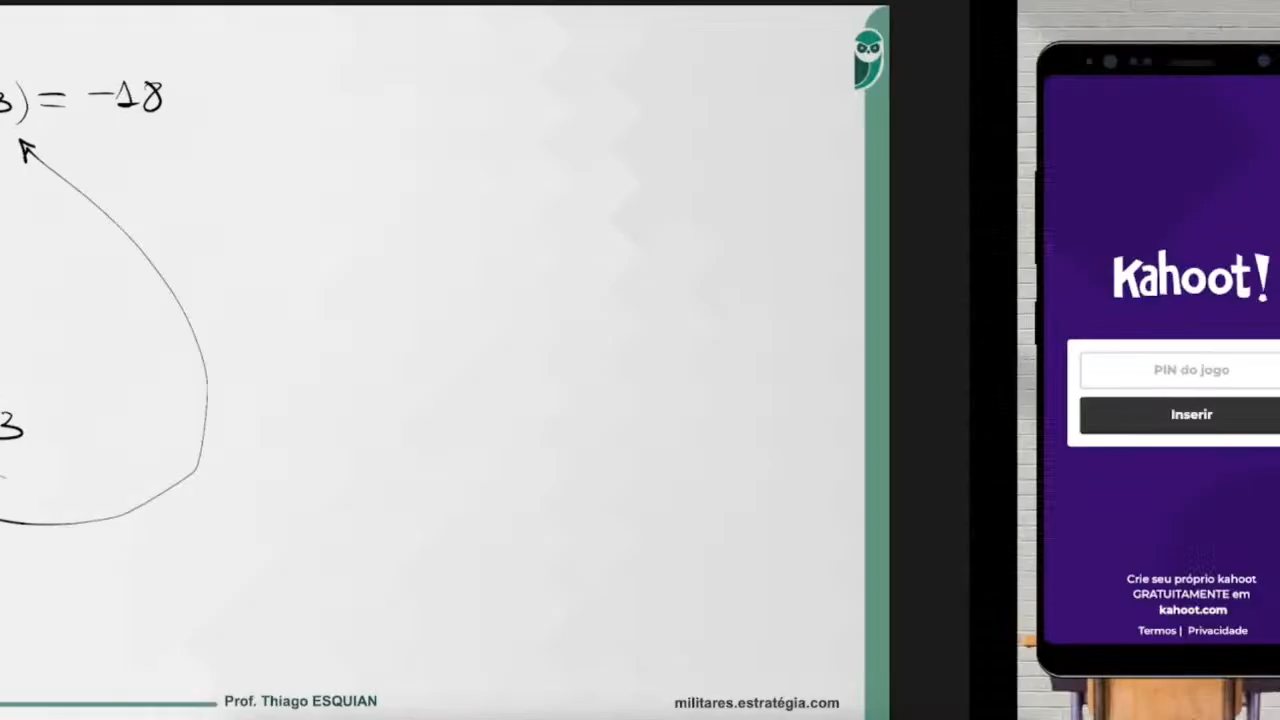 3) = -18
3
Prof. Thiago ESQUIAN
militares.estratégia.com
Kahoot!
PIN do jogo
Inserir
Crie seu próprio kahoot
GRATUITAMENTE em
kahoot.com
Termos | Privacidade